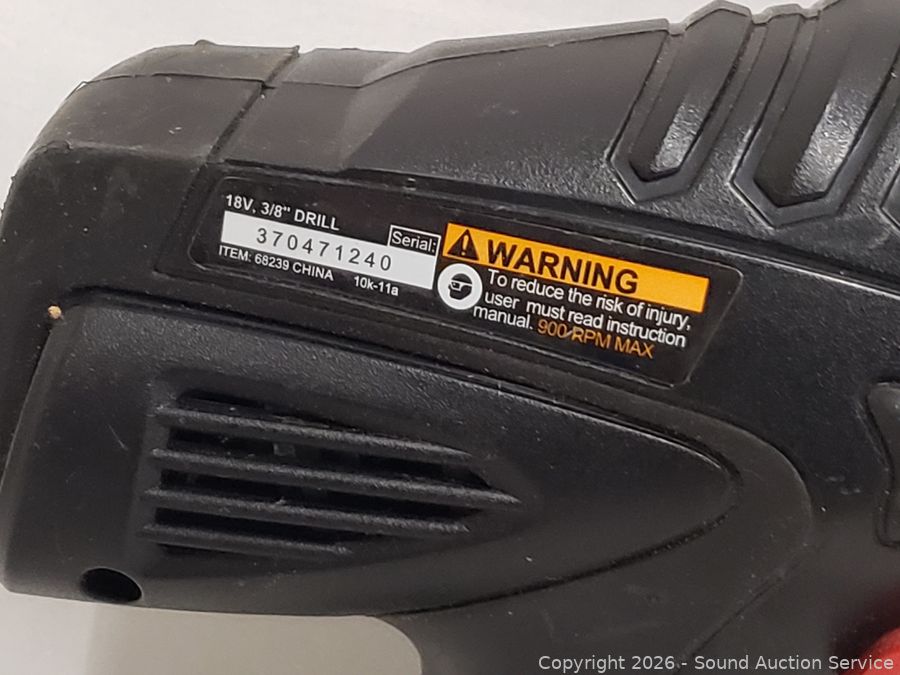 18V, 3/8" DRILL
Serial:
370471240
ITEM: 68239 CHINA 10k-11a
WARNING
To reduce the risk of injury,
user must read instruction
manual. 900 RPM MAX
Copyright © 2026 - Sound Auction Service